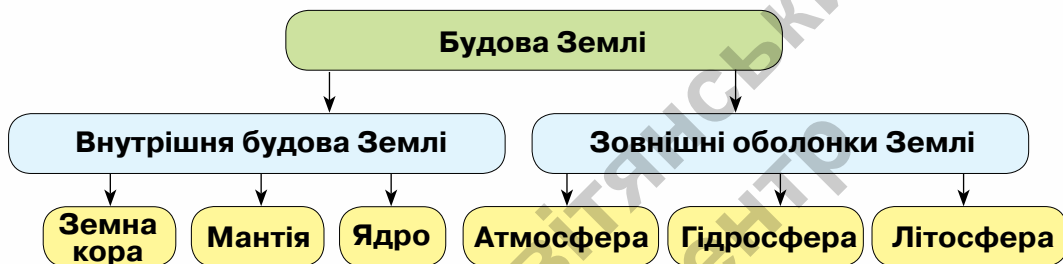 Будова Землі
Внутрішня будова Землі
Зовнішні оболонки Землі
Земна
кора
Мантія
Ядро
Атмосфера
Гідросфера
Літосфера